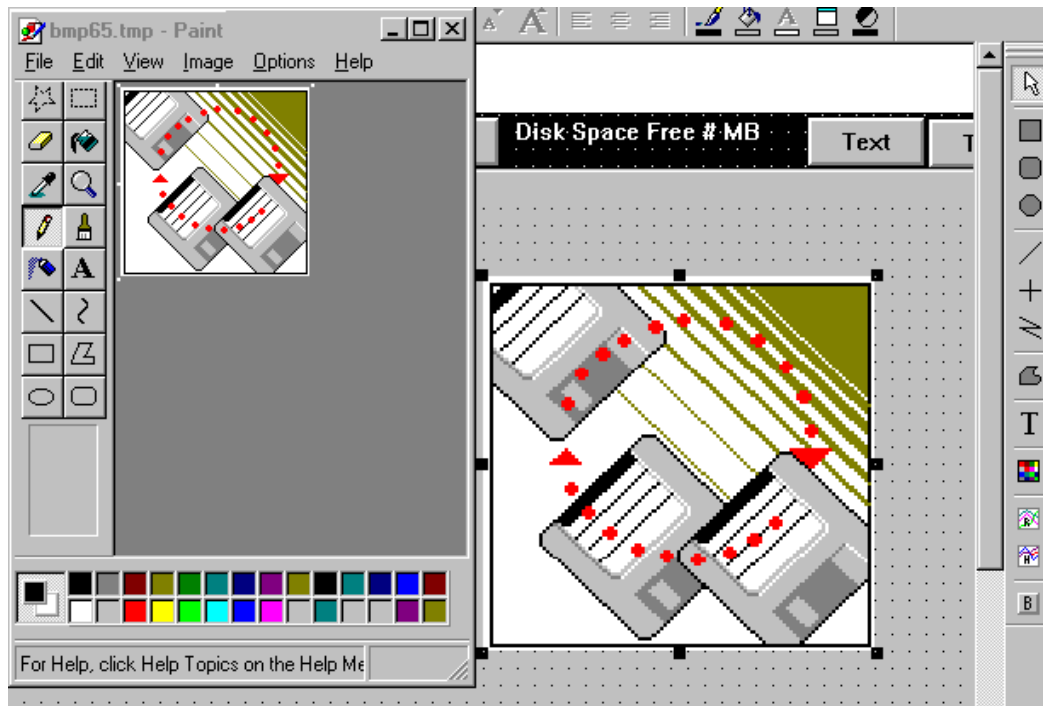 bmp65.tmp - Paint
File Edit View Image Options Help
A
For Help, click Help Topics on the Help Me
A A A
Disk Space Free # MB
Text
T
T
R
H
B